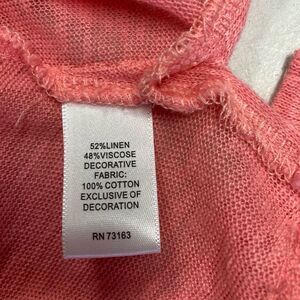 52%LINEN
48%VISCOSE
DECORATIVE
FABRIC:
100% COTTON
EXCLUSIVE OF
DECORATION
RN 73163